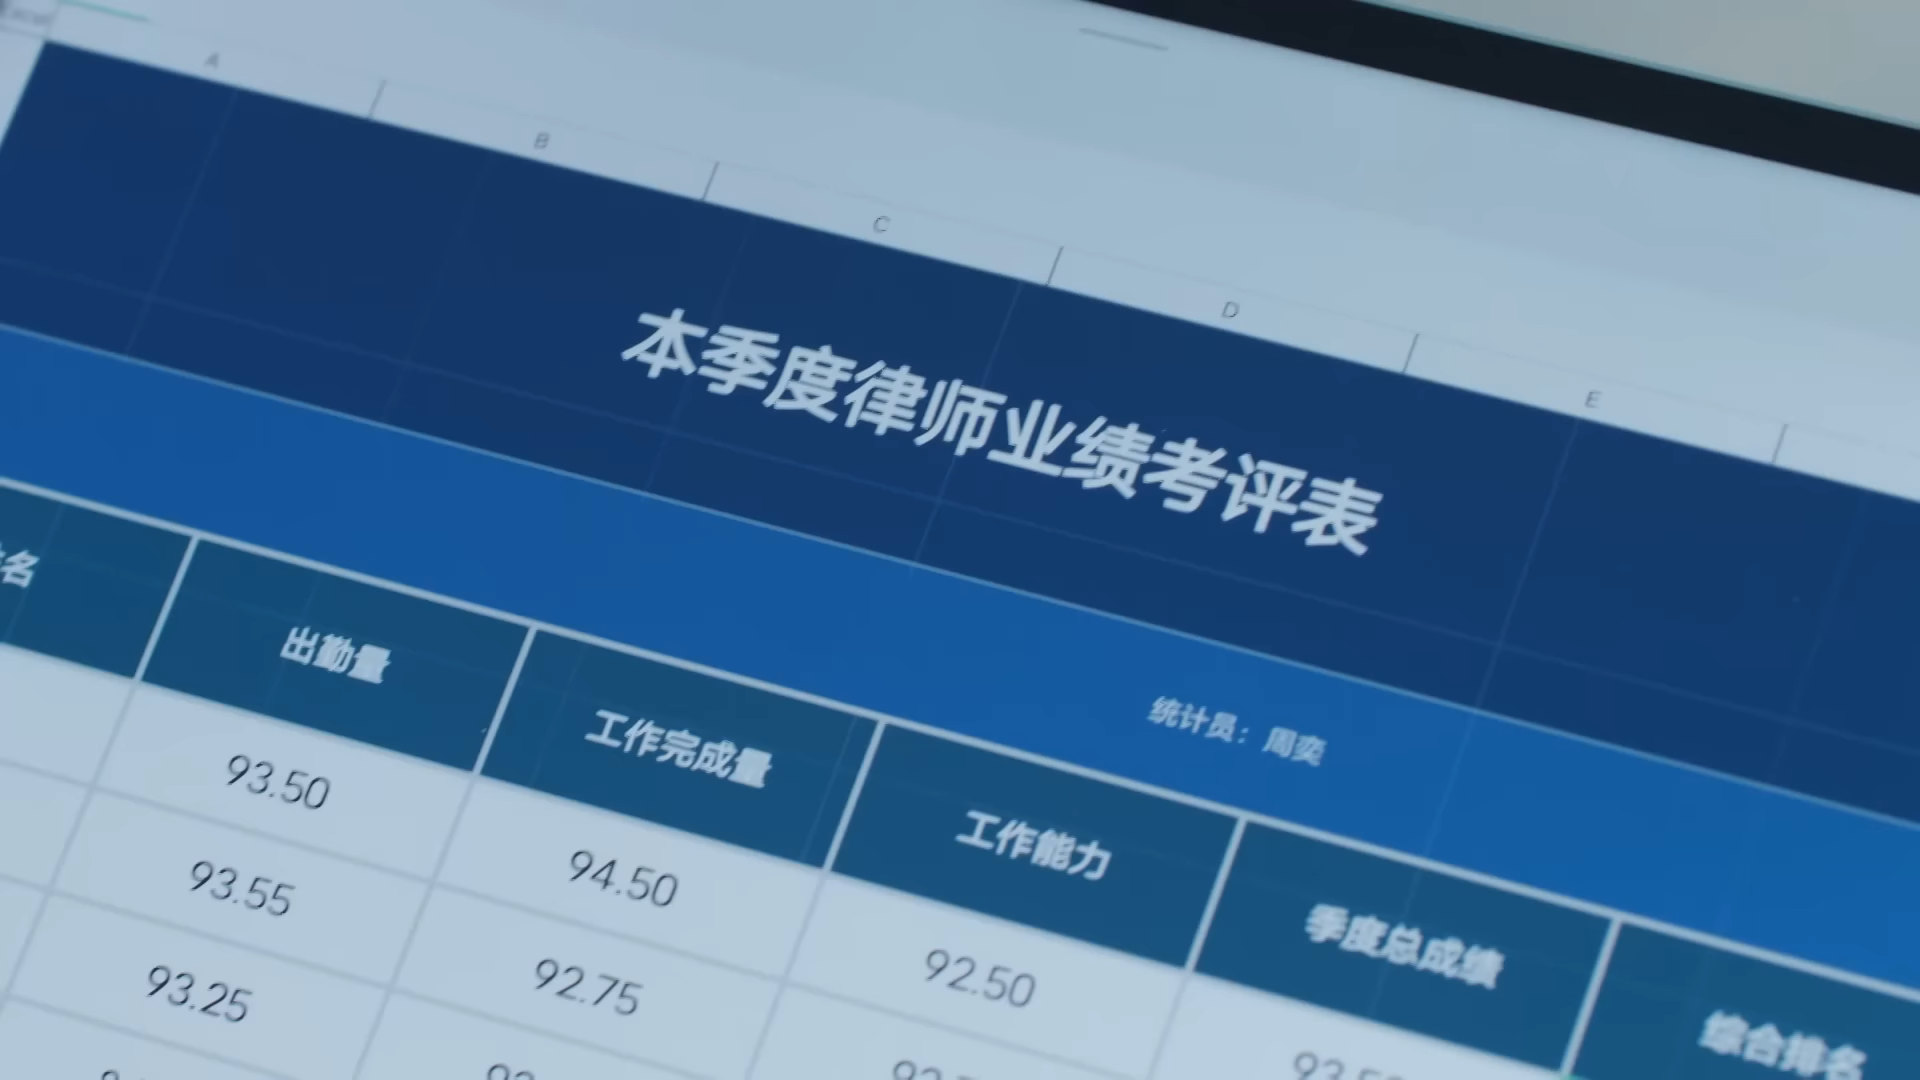 A
B
C
D
E
本季度律师业绩考评表
统计员：周奕
名 出勤量 工作完成量 工作能力 季度总成绩 综合排名
93.50 94.50 92.50
93.55 92.75
93.25